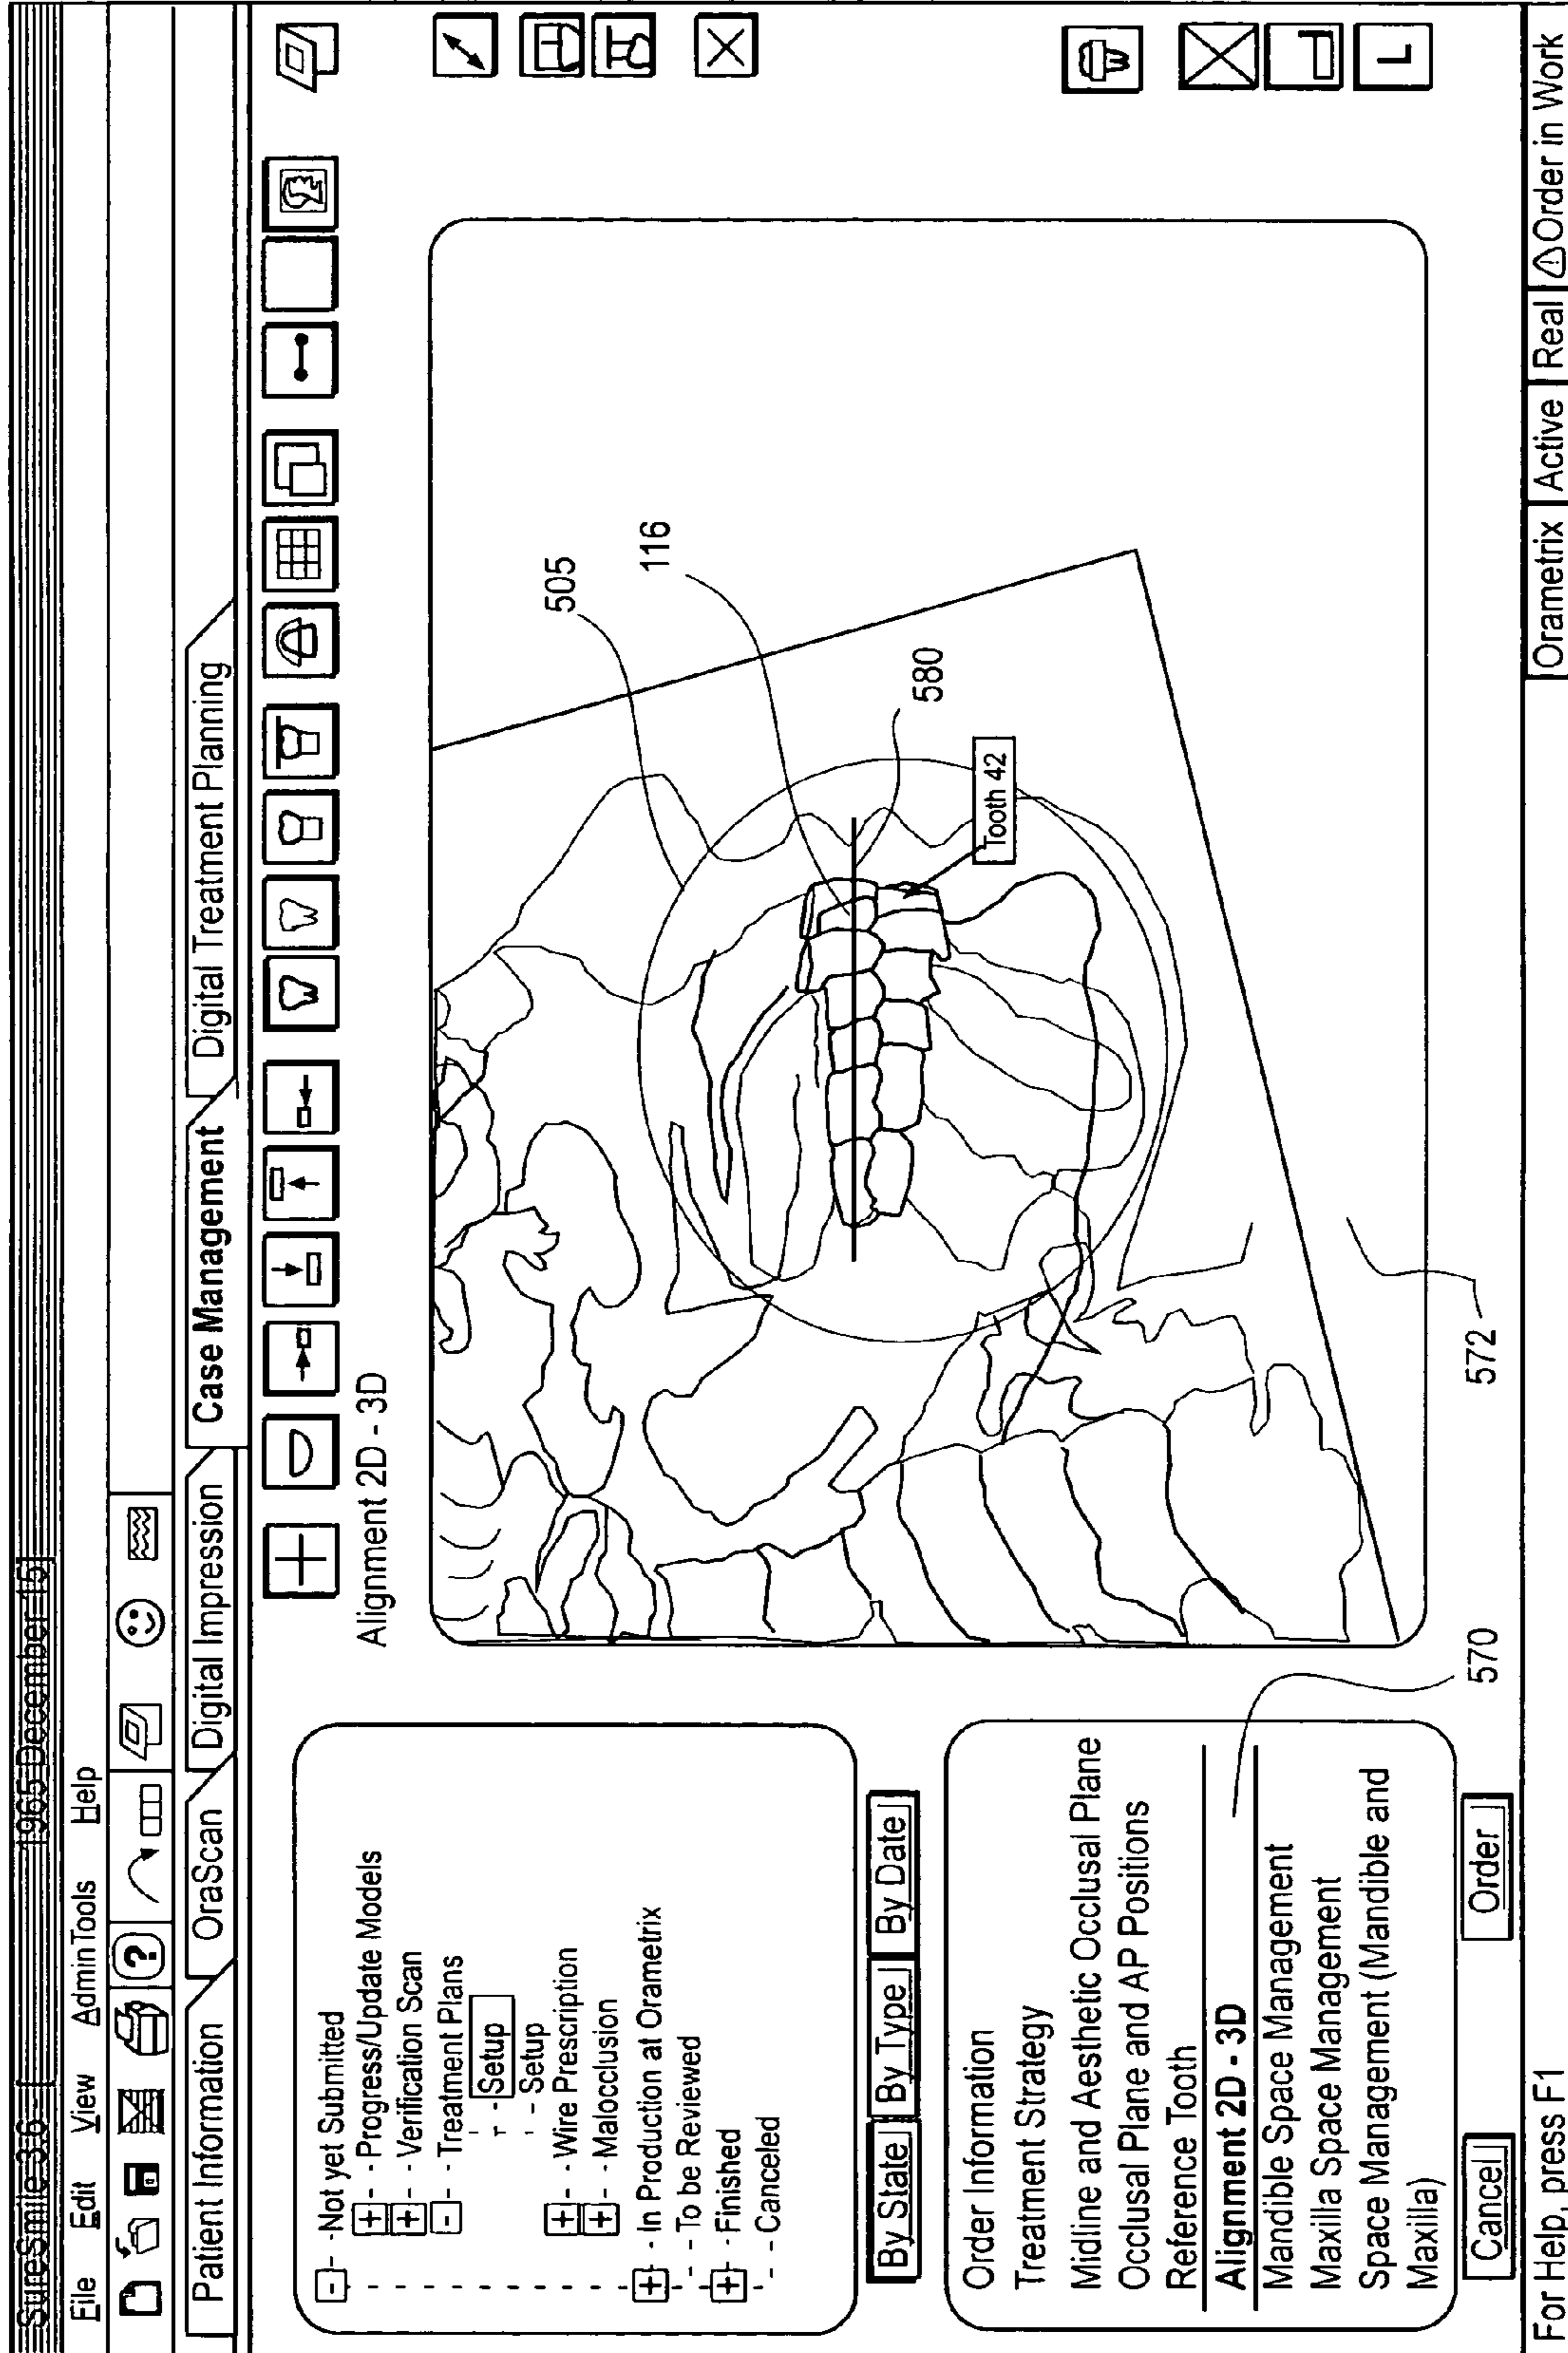 SureSmile 3.6 - [ 1965 December 15]
File Edit View Admin Tools Help
?
Patient Information OraScan Digital Impression Case Management Digital Treatment Planning
- - Not yet Submitted
+ - - Progress/Update Models
+ - - Verification Scan
- - - Treatment Plans
- Setup
- - Setup
+ - - Wire Prescription
+ - - Malocclusion
+ - - In Production at Orametrix
- - To be Reviewed
+ - - Finished
- - Canceled
By State By Type By Date
Order Information
Treatment Strategy
Midline and Aesthetic Occlusal Plane
Occlusal Plane and AP Positions
Reference Tooth
Alignment 2D - 3D
Mandible Space Management
Maxilla Space Management
Space Management (Mandible and
Maxilla)
Cancel Order
570
Alignment 2D - 3D
505
116
580
Tooth 42
572
L
For Help, press F1
Orametrix Active Real Order in Work